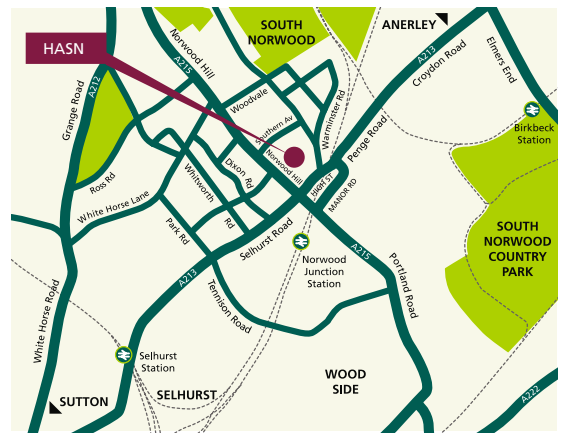 HASN
SOUTH
NORWOOD
ANERLEY
Norwood Hill
A215
A213
Croydon Road
Elmers End
A212
Grange Road
Woodvale
Southern Av
Warminster Rd
Birkbeck
Station
Penge Road
Norwood Hill
Dixon Rd
Whitworth
Rd
Ross Rd
HIGH ST
MANOR RD
White Horse Lane
Park Rd
Selhurst Road
SOUTH
NORWOOD
COUNTRY
PARK
A215
Norwood
Junction
Station
Portland Road
A213
Tennison Road
White Horse Road
Selhurst
Station
WOOD
SIDE
SUTTON
SELHURST
A222